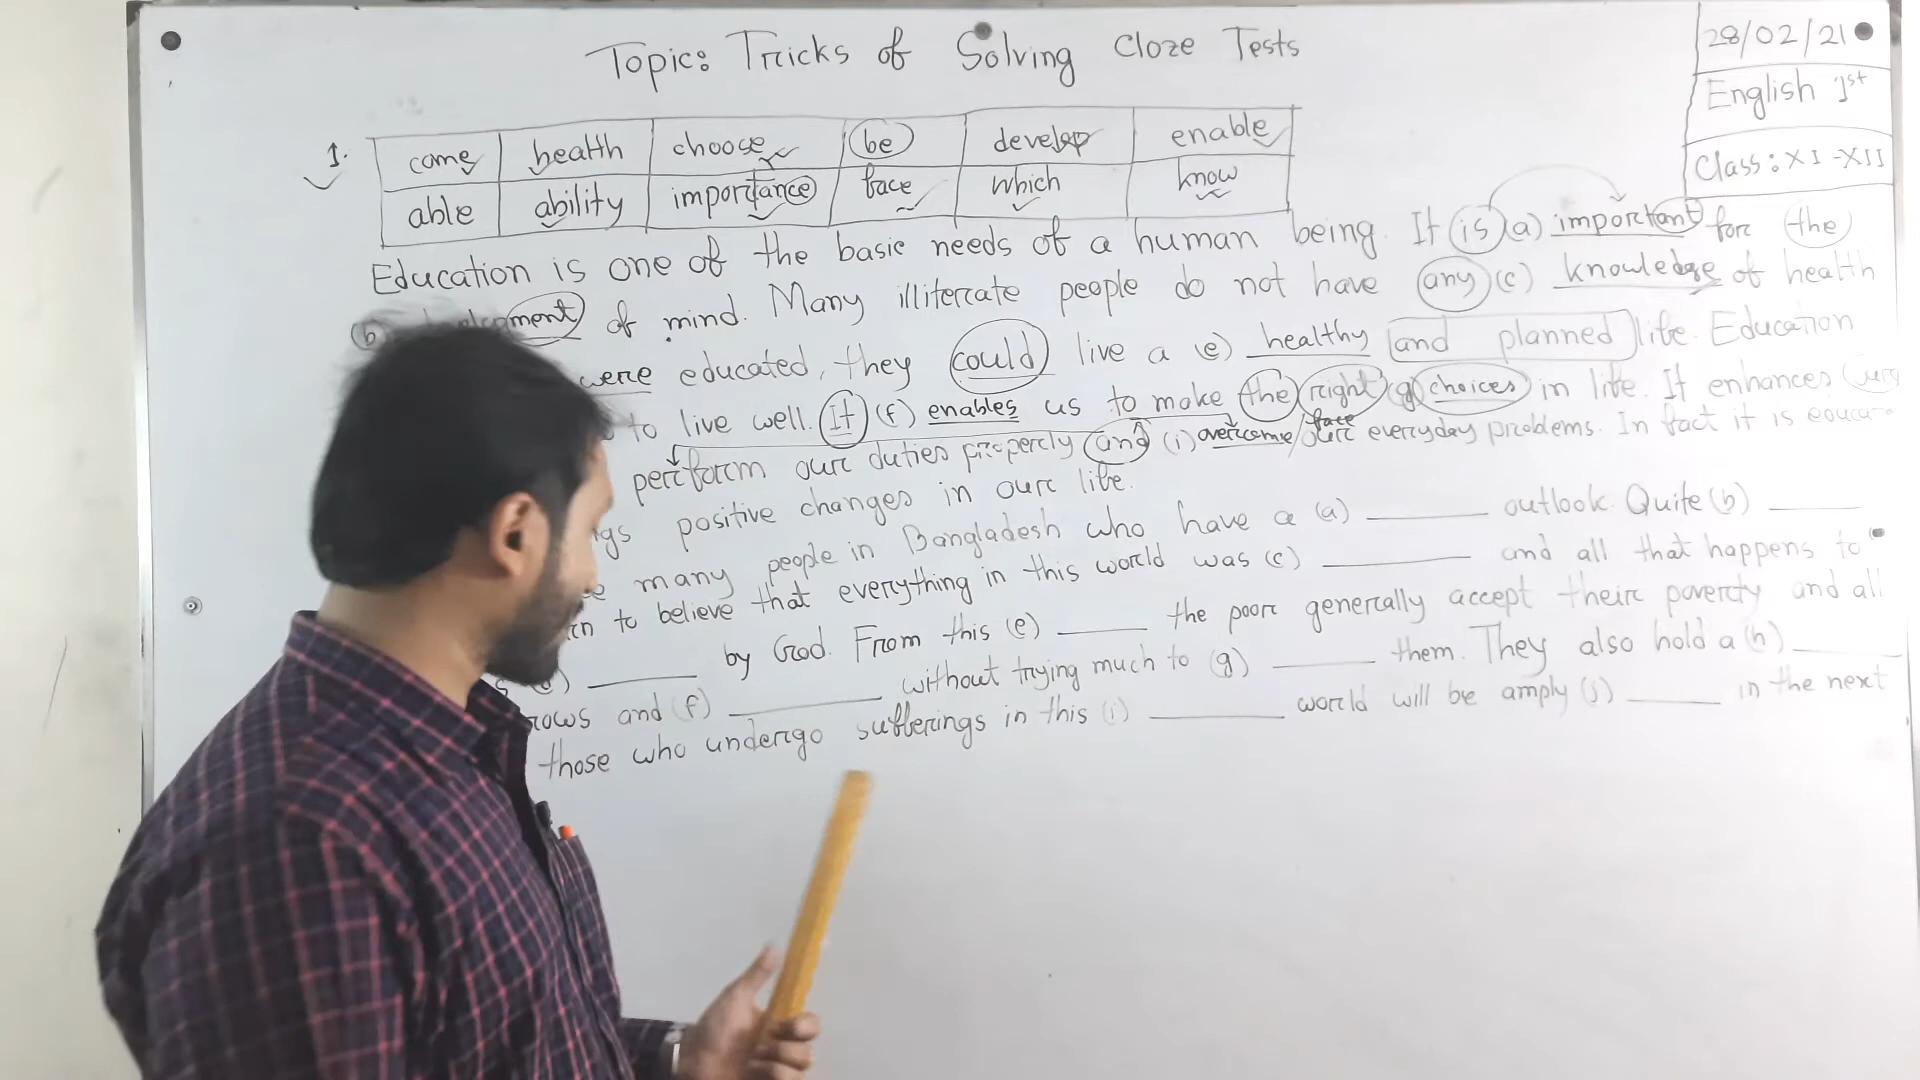 Topic: Tricks of Solving Cloze Tests
28/02/21
English 1st
Class: XI-XII
1.
come health choose be develop enable
able ability importance face which know
Education is one of the basic needs of a human being. It is (a) important for the
(b) ment of mind. Many illiterate people do not have any (c) knowledge of health
were educated, they could live a (e) healthy and planned life. Education
to live well. It (f) enables us to make the right (g) choices in life. It enhances
perform our duties properly and (i) overcome/face our everyday problems. In fact it is
positive changes in our life.
many people in Bangladesh who have a (a) ______ outlook. Quite (b) ______
to believe that everything in this world was (c) ______ and all that happens to
(d) ______ by God. From this (e) ______ the poor generally accept their poverty and all
and (f) ______ without trying much to (g) ______ them. They also hold a (h) ______
those who undergo sufferings in this (i) ______ world will be amply (j) ______ in the next